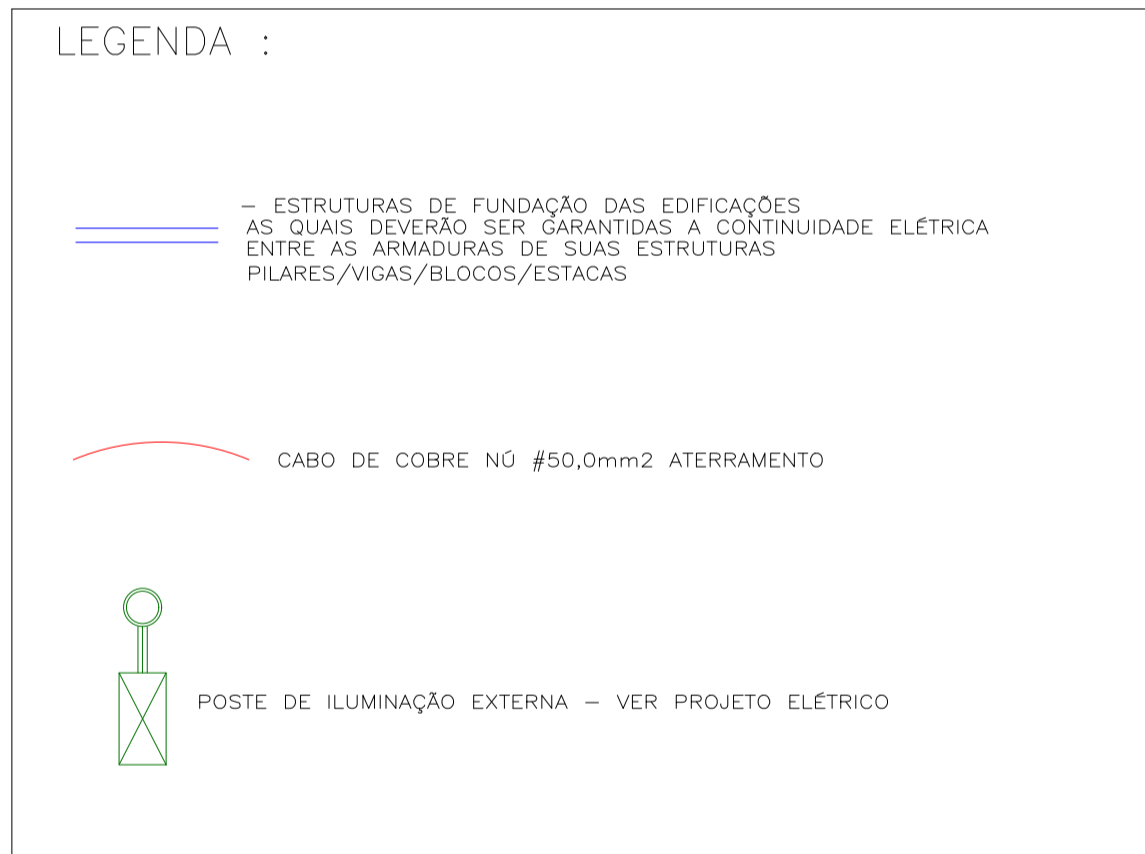 LEGENDA :
– ESTRUTURAS DE FUNDAÇÃO DAS EDIFICAÇÕES
AS QUAIS DEVERÃO SER GARANTIDAS A CONTINUIDADE ELÉTRICA
ENTRE AS ARMADURAS DE SUAS ESTRUTURAS
PILARES/VIGAS/BLOCOS/ESTACAS
CABO DE COBRE NÚ #50,0mm2 ATERRAMENTO
POSTE DE ILUMINAÇÃO EXTERNA – VER PROJETO ELÉTRICO